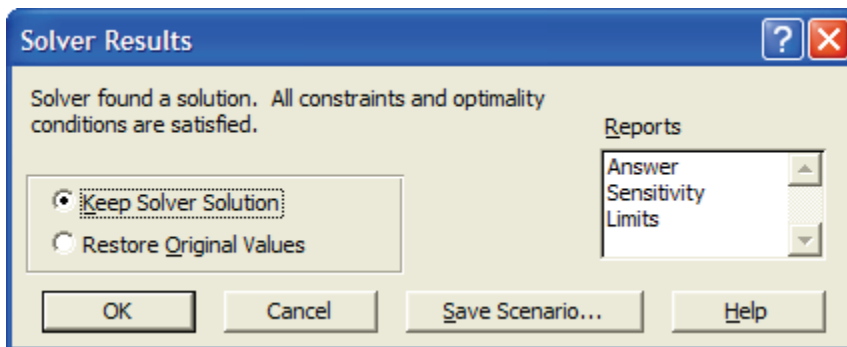 Solver Results
Solver found a solution. All constraints and optimality
conditions are satisfied.
Reports
Answer
Sensitivity
Limits
Keep Solver Solution
Restore Original Values
OK
Cancel
Save Scenario...
Help